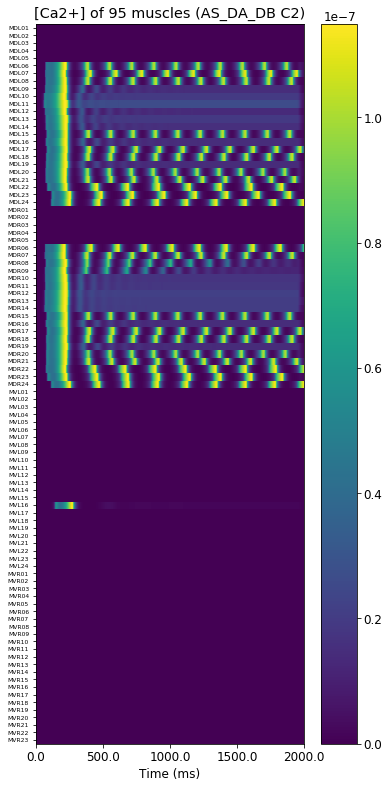 [Ca2+] of 95 muscles (AS_DA_DB C2)
1e−7
MDL01
MDL02
MDL03
MDL04
MDL05
MDL06
MDL07
MDL08
MDL09
MDL10
MDL11
MDL12
MDL13
MDL14
MDL15
MDL16
MDL17
MDL18
MDL19
MDL20
MDL21
MDL22
MDL23
MDL24
MDR01
MDR02
MDR03
MDR04
MDR05
MDR06
MDR07
MDR08
MDR09
MDR10
MDR11
MDR12
MDR13
MDR14
MDR15
MDR16
MDR17
MDR18
MDR19
MDR20
MDR21
MDR22
MDR23
MDR24
MVL01
MVL02
MVL03
MVL04
MVL05
MVL06
MVL07
MVL08
MVL09
MVL10
MVL11
MVL12
MVL13
MVL14
MVL15
MVL16
MVL17
MVL18
MVL19
MVL20
MVL21
MVL22
MVL23
MVL24
MVR01
MVR02
MVR03
MVR04
MVR05
MVR06
MVR07
MVR08
MVR09
MVR10
MVR11
MVR12
MVR13
MVR14
MVR15
MVR16
MVR17
MVR18
MVR19
MVR20
MVR21
MVR22
MVR23
0.0
500.0
1000.0
1500.0
2000.0
Time (ms)
1.0
0.8
0.6
0.4
0.2
0.0